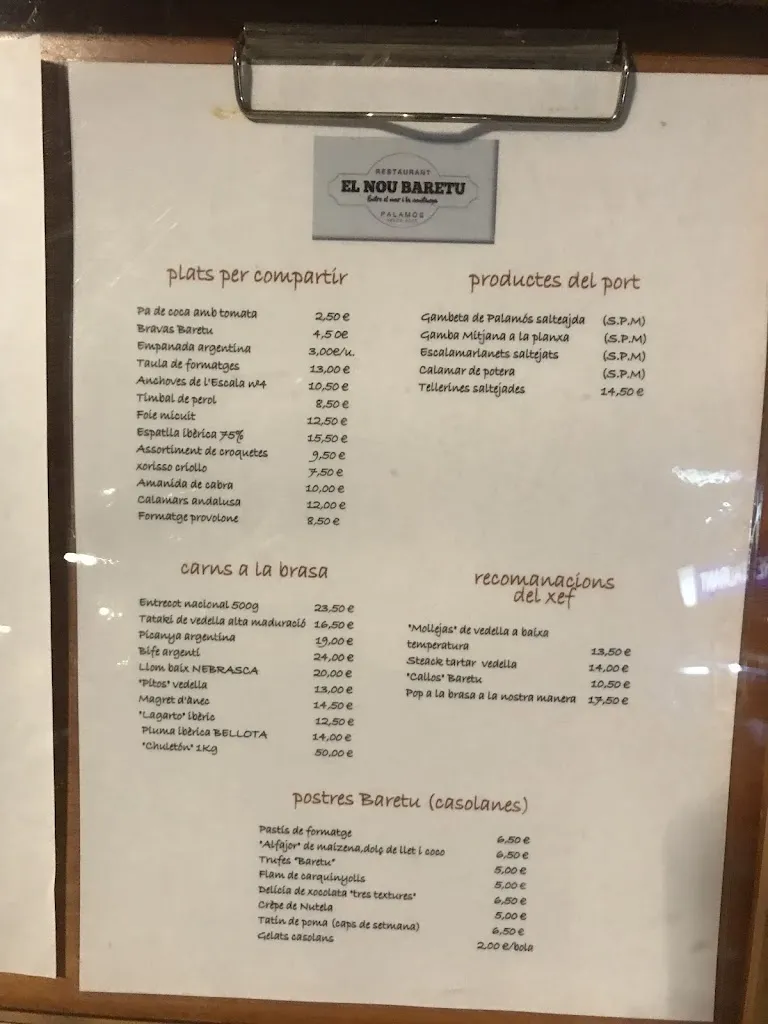 RESTAURANT
EL NOU BARETU
Entre el mar i la muntanya
PALAMÓS
plats per compartir
Pa de coca amb tomata 2,50 €
Bravas Baretu 4,5 0€
Empanada argentina 3,00€/u.
Taula de formatges 13,00 €
Anchoves de l'Escala nº4 10,50 €
Timbal de perol 8,50 €
Foie micuit 12,50 €
Espatlla ibèrica 75% 15,50 €
Assortiment de croquetes 9,50 €
xorisso criollo 7,50 €
Amanida de cabra 10,00 €
Calamars andalusa 12,00 €
Formatge provolone 8,50 €
productes del port
Gambeta de Palamós salteajda (S.P.M)
Gamba Mitjana a la planxa (S.P.M)
Escalamarianets saltejats (S.P.M)
Calamar de potera (S.P.M)
Tellerines saltejades 14,50 €
carns a la brasa
Entrecot nacional 500g 23,50 €
Tataki de vedella alta maduració 16,50 €
Picanya argentina 19,00 €
Bife argentí 24,00 €
Llom baix NEBRASCA 20,00 €
"Pitos" vedella 13,00 €
Magret d'ànec 14,50 €
"Lagarto" ibèric 12,50 €
Pluma ibèrica BELLOTA 14,00 €
"Chuletón" 1Kg 50,00 €
recomanacions
del xef
"Mollejas" de vedella a baixa
temperatura 13,50 €
Steack tartar vedella 14,00 €
"Callos" Baretu 10,50 €
Pop a la brasa a la nostra manera 17,50 €
postres Baretu (casolanes)
Pastís de formatge 6,50 €
"Alfajor" de maizena,dolç de llet i coco 6,50 €
Trufes "Baretu" 5,00 €
Flam de carquinyolis 5,00 €
Delícia de xocolata "tres textures" 6,50 €
Crêpe de Nutela 5,00 €
Tatin de poma (caps de setmana) 6,50 €
Gelats casolans 2,00 €/bola